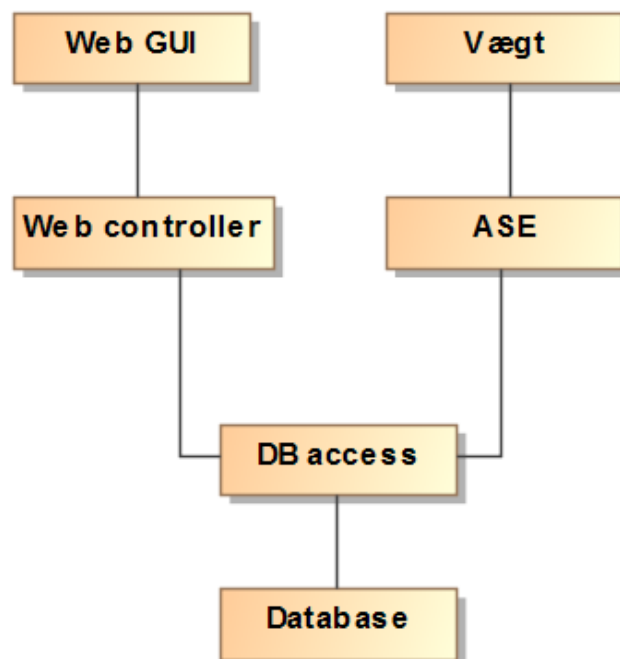 Web GUI
Vægt
Web controller
ASE
DB access
Database